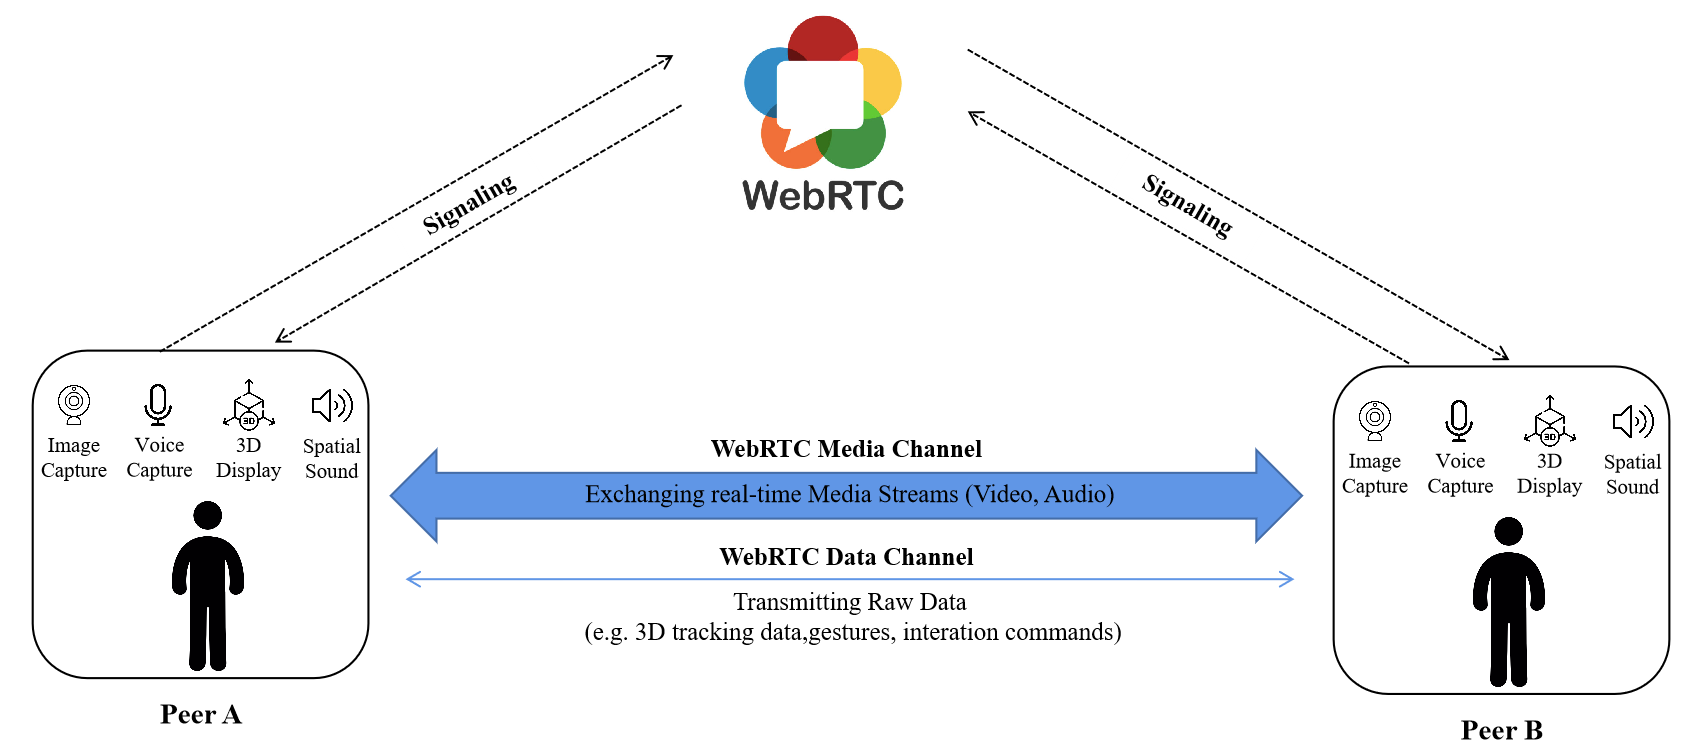 WebRTC
Signaling
Signaling
Image
Capture
Voice
Capture
3D
3D
Display
Spatial
Sound
Peer A
WebRTC Media Channel
Exchanging real-time Media Streams (Video, Audio)
WebRTC Data Channel
Transmitting Raw Data
(e.g. 3D tracking data,gestures, interation commands)
Image
Capture
Voice
Capture
3D
3D
Display
Spatial
Sound
Peer B